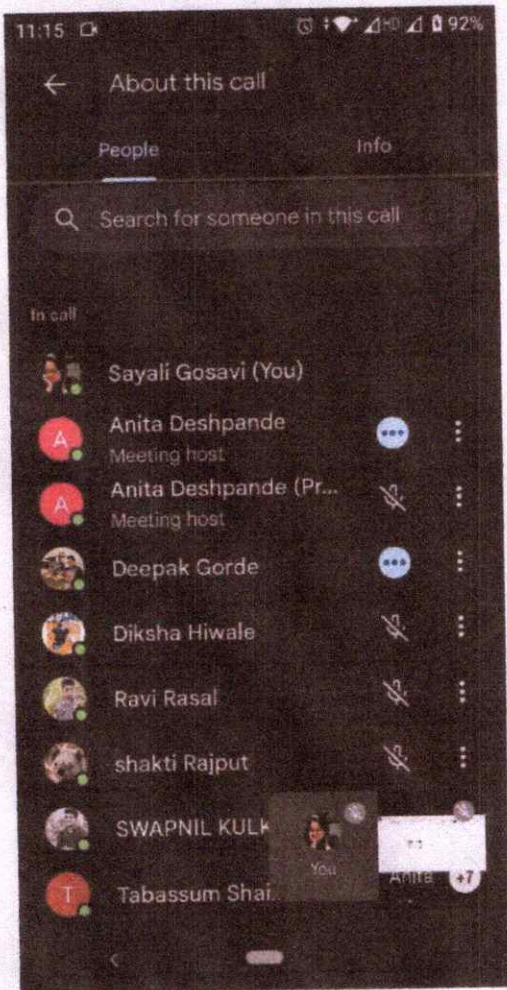 11:15 HD 92%
About this call
People Info
Search for someone in this call
In call
Sayali Gosavi (You)
A Anita Deshpande
Meeting host
A Anita Deshpande (Pr...
Meeting host
Deepak Gorde
Diksha Hiwale
Ravi Rasal
shakti Rajput
SWAPNIL KULK
You
T Tabassum Shai.
Anita +7